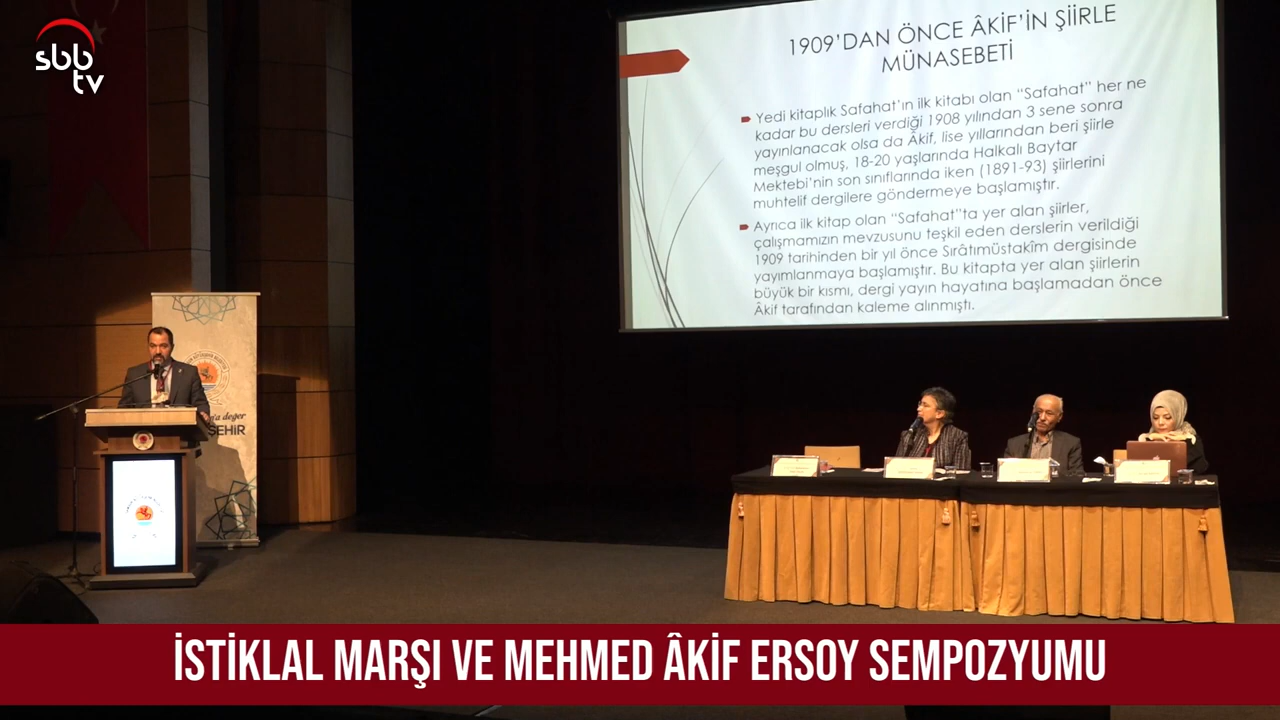 sbb
tv
1909’DAN ÖNCE ÂKİF’İN ŞİİRLE
MÜNASEBETİ
Yedi kitaplık Safahat’ın ilk kitabı olan “Safahat” her ne
kadar bu dersleri verdiği 1908 yılından 3 sene sonra
yayınlanacak olsa da Âkif, lise yıllarından beri şiirle
meşgul olmuş, 18-20 yaşlarında Halkalı Baytar
Mektebi’nin son sınıflarında iken (1891-93) şiirlerini
muhtelif dergilere göndermeye başlamıştır.
Ayrıca ilk kitap olan “Safahat”ta yer alan şiirler,
çalışmamızın mevzusunu teşkil eden derslerin verildiği
1909 tarihinden bir yıl önce Sırâtımüstakîm dergisinde
yayımlanmaya başlamıştır. Bu kitapta yer alan şiirlerin
büyük bir kısmı, dergi yayın hayatına başlamadan önce
Âkif tarafından kaleme alınmıştı.
değer
ŞEHİR
İSTİKLAL MARŞI VE MEHMED ÂKİF ERSOY SEMPOZYUMU